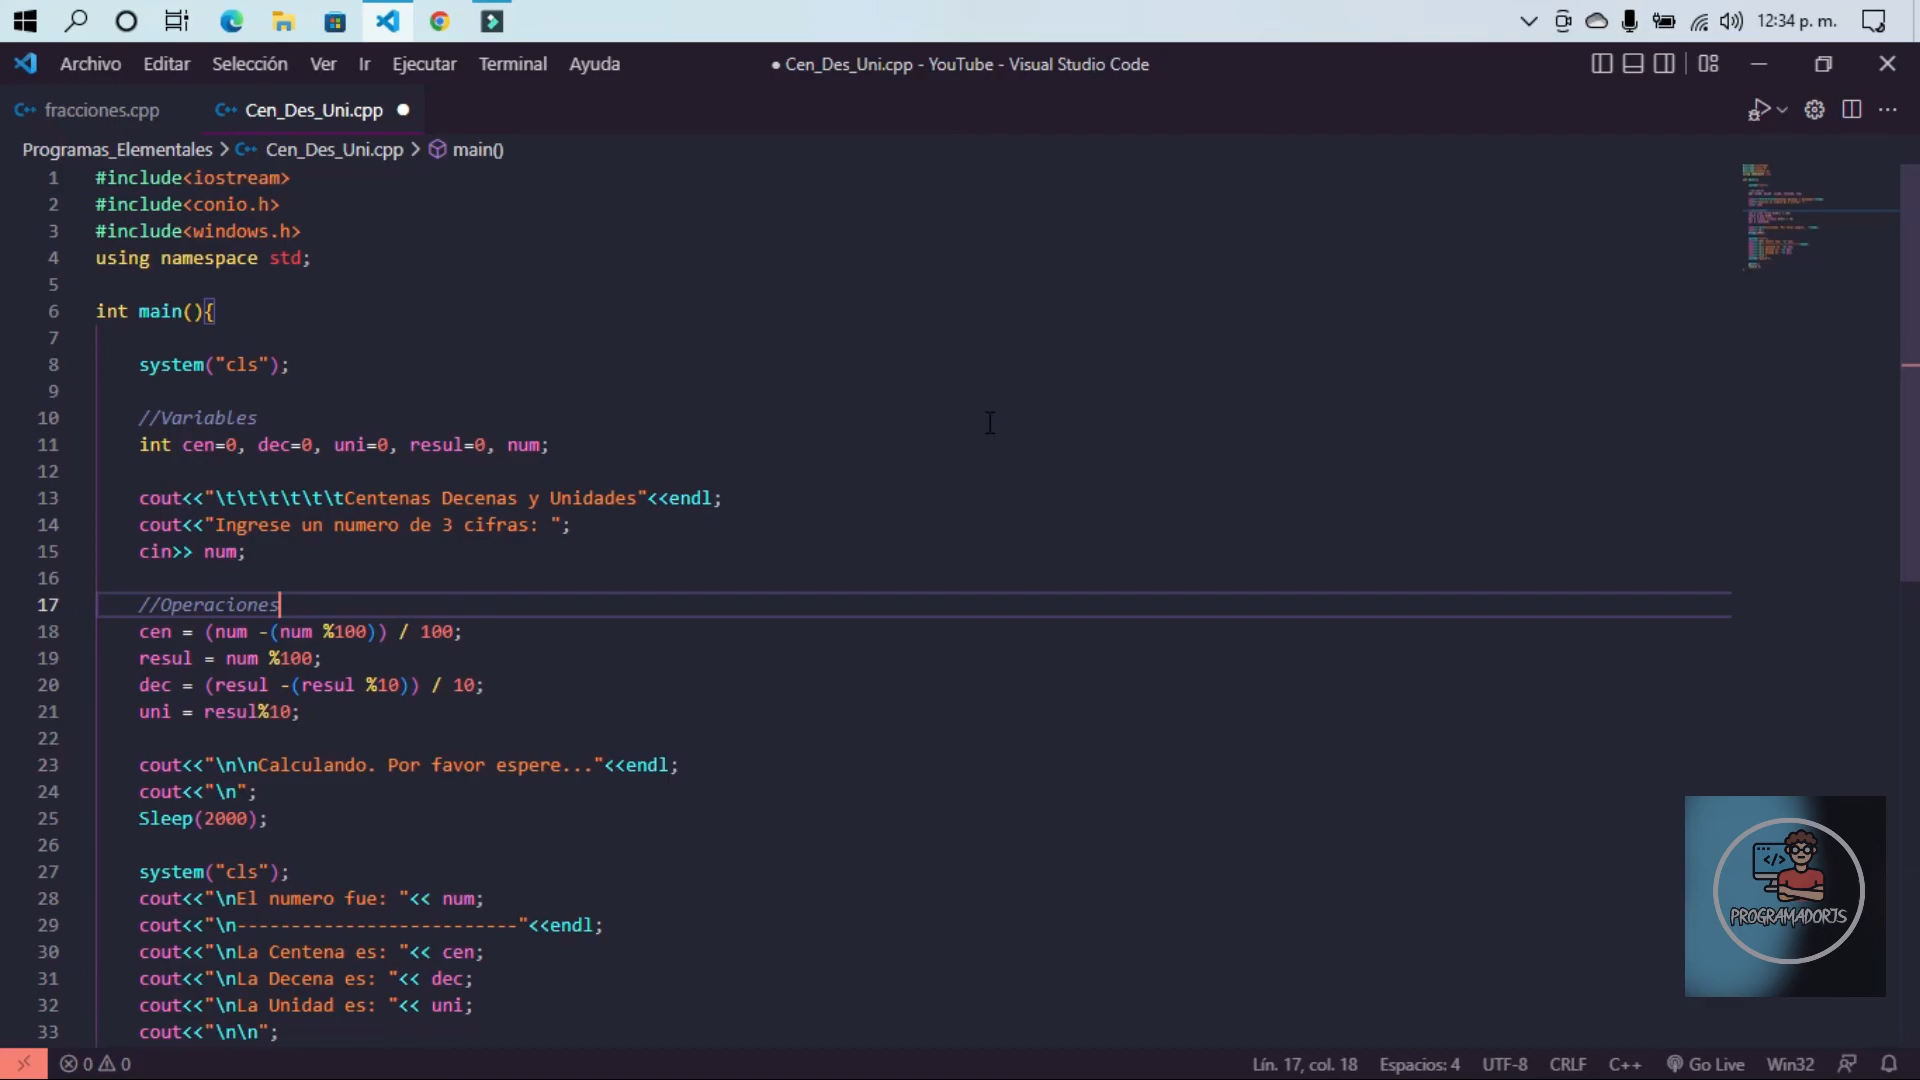 12:34 p. m.
Archivo Editar Selección Ver Ir Ejecutar Terminal Ayuda ● Cen_Des_Uni.cpp - YouTube - Visual Studio Code
C++ fracciones.cpp C++ Cen_Des_Uni.cpp ●
Programas_Elementales > C++ Cen_Des_Uni.cpp > main()
1 #include<iostream>
2 #include<conio.h>
3 #include<windows.h>
4 using namespace std;
5
6 int main(){
7
8 system("cls");
9
10 //Variables
11 int cen=0, dec=0, uni=0, resul=0, num;
12
13 cout<<"\t\t\t\t\t\tCentenas Decenas y Unidades"<<endl;
14 cout<<"Ingrese un numero de 3 cifras: ";
15 cin>> num;
16
17 //Operaciones
18 cen = (num -(num %100)) / 100;
19 resul = num %100;
20 dec = (resul -(resul %10)) / 10;
21 uni = resul%10;
22
23 cout<<"\n\nCalculando. Por favor espere..."<<endl;
24 cout<<"\n";
25 Sleep(2000);
26
27 system("cls");
28 cout<<"\nEl numero fue: "<< num;
29 cout<<"\n--------------------------"<<endl;
30 cout<<"\nLa Centena es: "<< cen;
31 cout<<"\nLa Decena es: "<< dec;
32 cout<<"\nLa Unidad es: "<< uni;
33 cout<<"\n\n";
</>
PROGRAMADORJS
0 0 Lín. 17, col. 18 Espacios: 4 UTF-8 CRLF C++ Go Live Win32